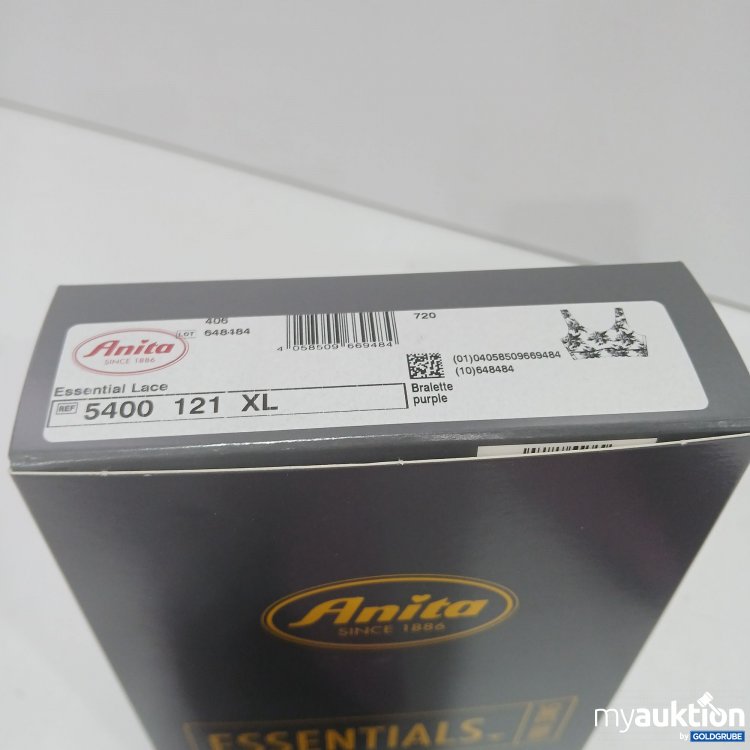 406
720
Anita
SINCE 1886
LOT 648484
4 058509 669484
(01)04058509669484
(10)648484
Essential Lace
REF 5400 121 XL
Bralette
purple
Anita
SINCE 1886
ESSENTIALS
myauktion
by GOLDGRUBE